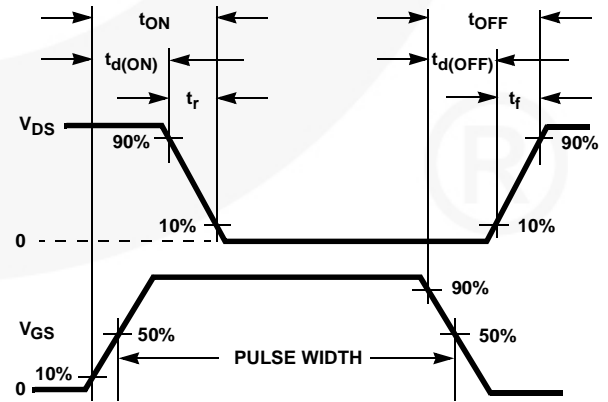 tON tOFF
td(ON) td(OFF)
tr tf
VDS
90% 90%
10% 10%
0
90%
VGS 50% 50%
PULSE WIDTH
10%
0
®